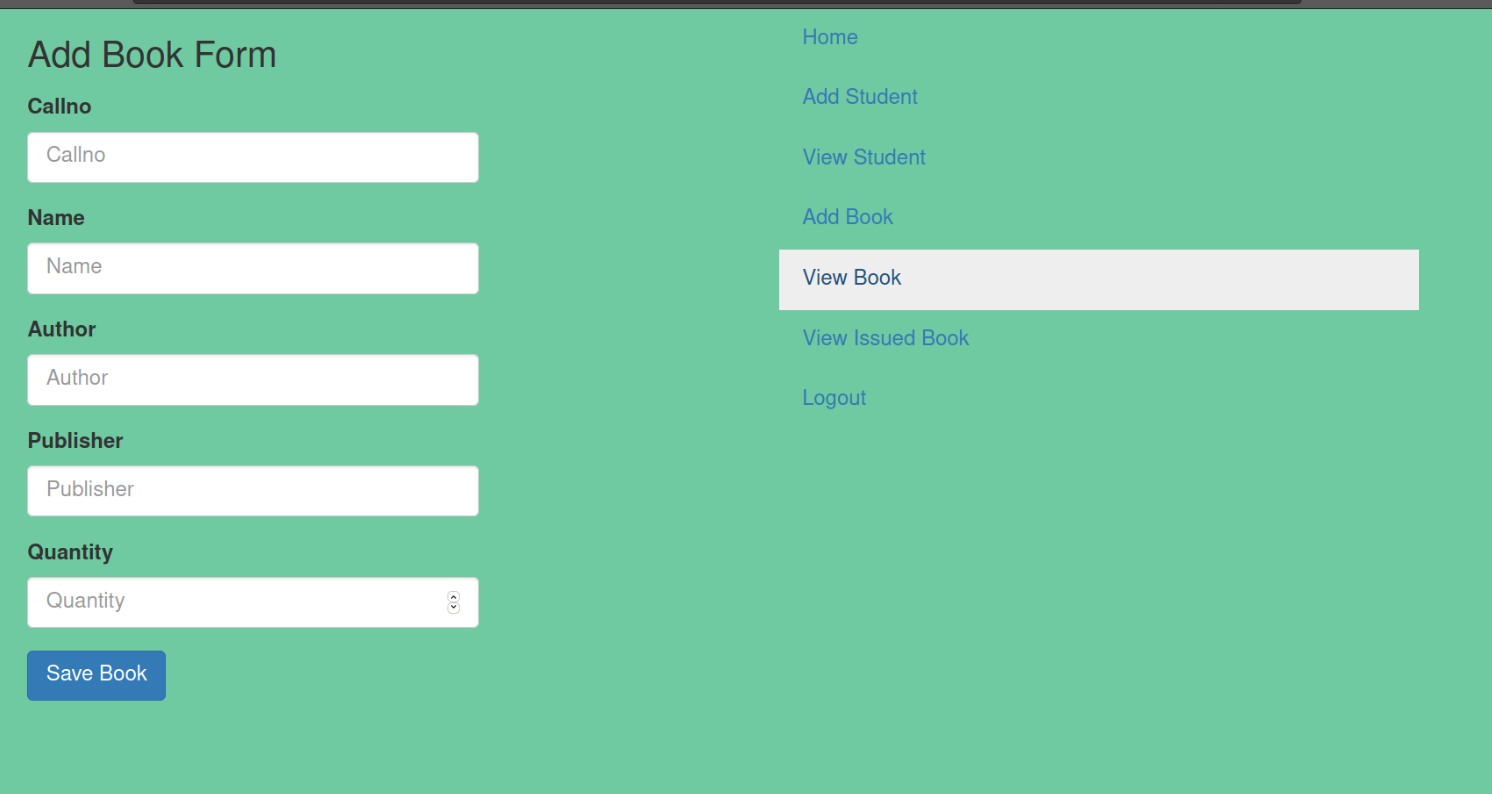 Add Book Form
Callno
Callno
Name
Name
Author
Author
Publisher
Publisher
Quantity
Quantity
Save Book
Home
Add Student
View Student
Add Book
View Book
View Issued Book
Logout